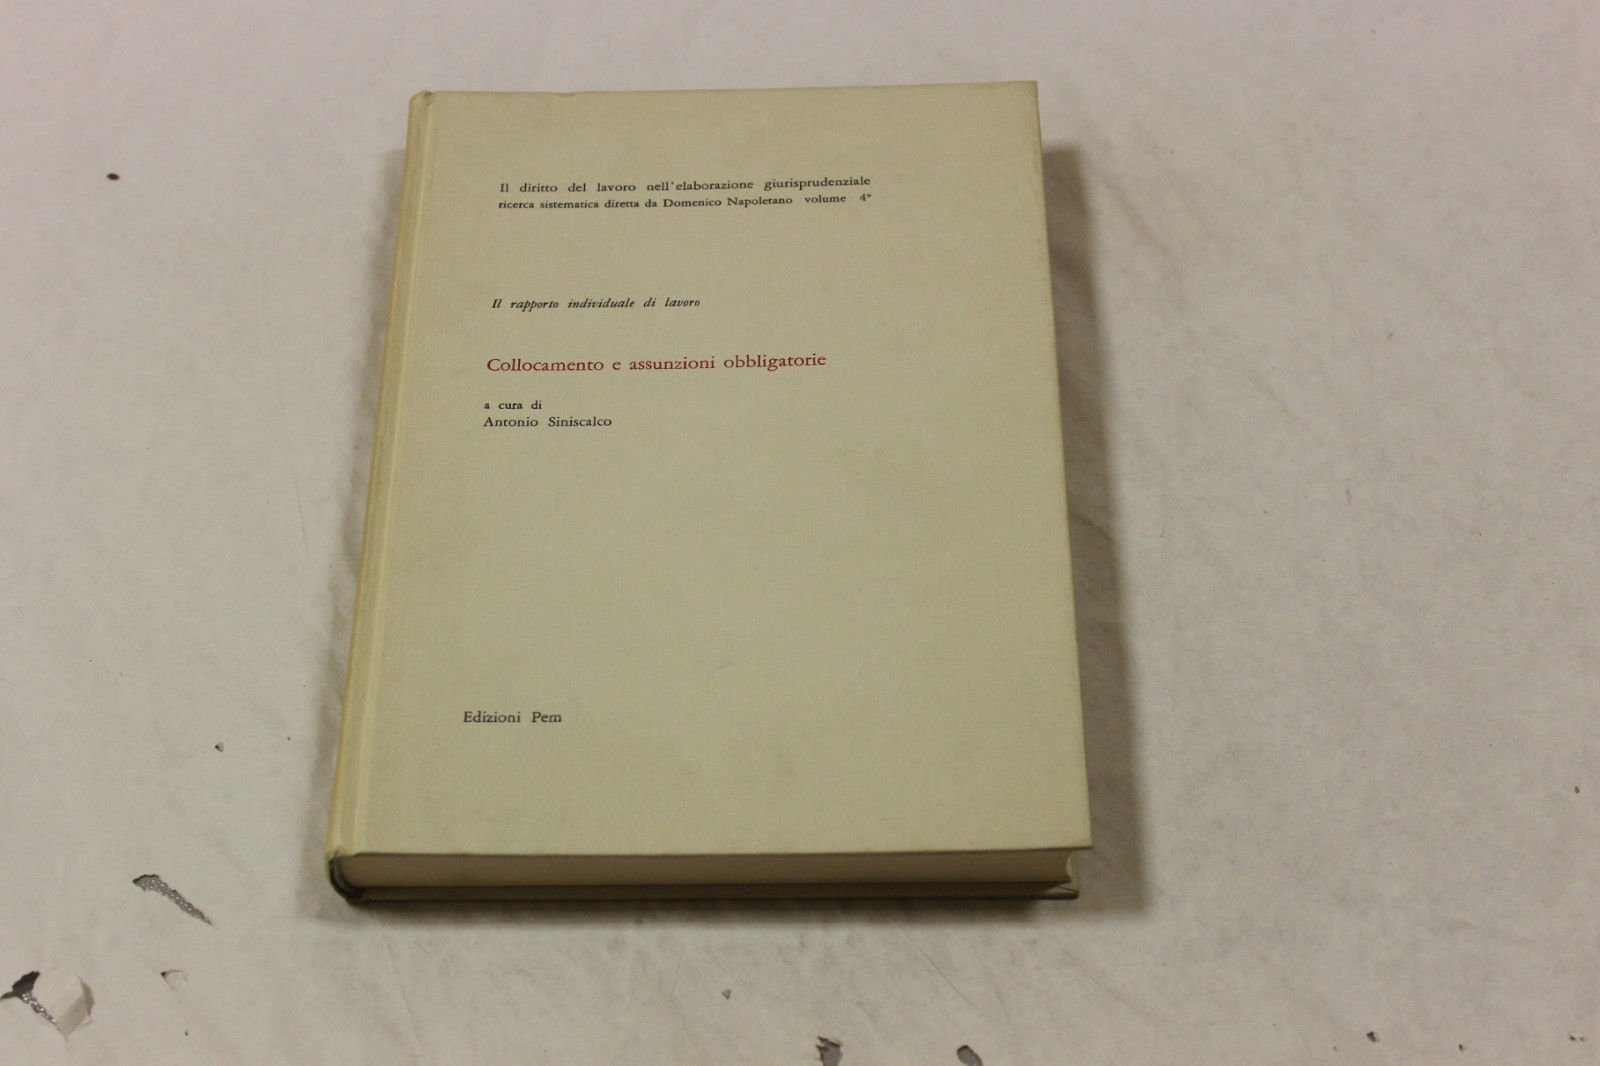 Il diritto del lavoro nell'elaborazione giurisprudenziale
ricerca sistematica diretta da Domenico Napoletano volume 4°
Il rapporto individuale di lavoro
Collocamento e assunzioni obbligatorie
a cura di
Antonio Siniscalco
Edizioni Pem